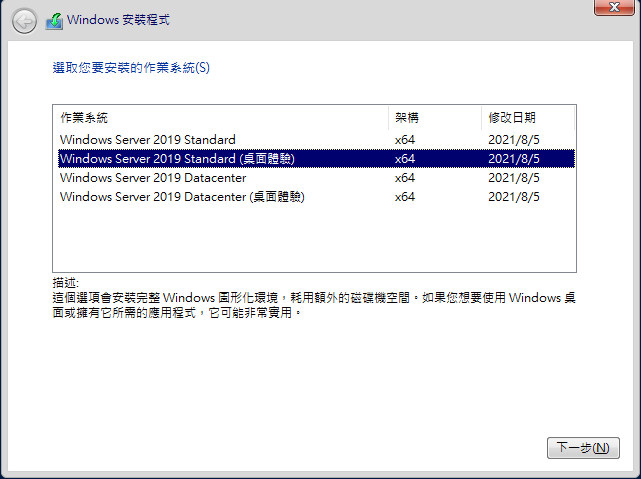 Windows 安裝程式
選取您要安裝的作業系統(S)
作業系統 架構 修改日期
Windows Server 2019 Standard x64 2021/8/5
Windows Server 2019 Standard (桌面體驗) x64 2021/8/5
Windows Server 2019 Datacenter x64 2021/8/5
Windows Server 2019 Datacenter (桌面體驗) x64 2021/8/5
描述:
這個選項會安裝完整 Windows 圖形化環境，耗用額外的磁碟機空間。如果您想要使用 Windows 桌
面或擁有它所需的應用程式，它可能非常實用。
下一步(N)